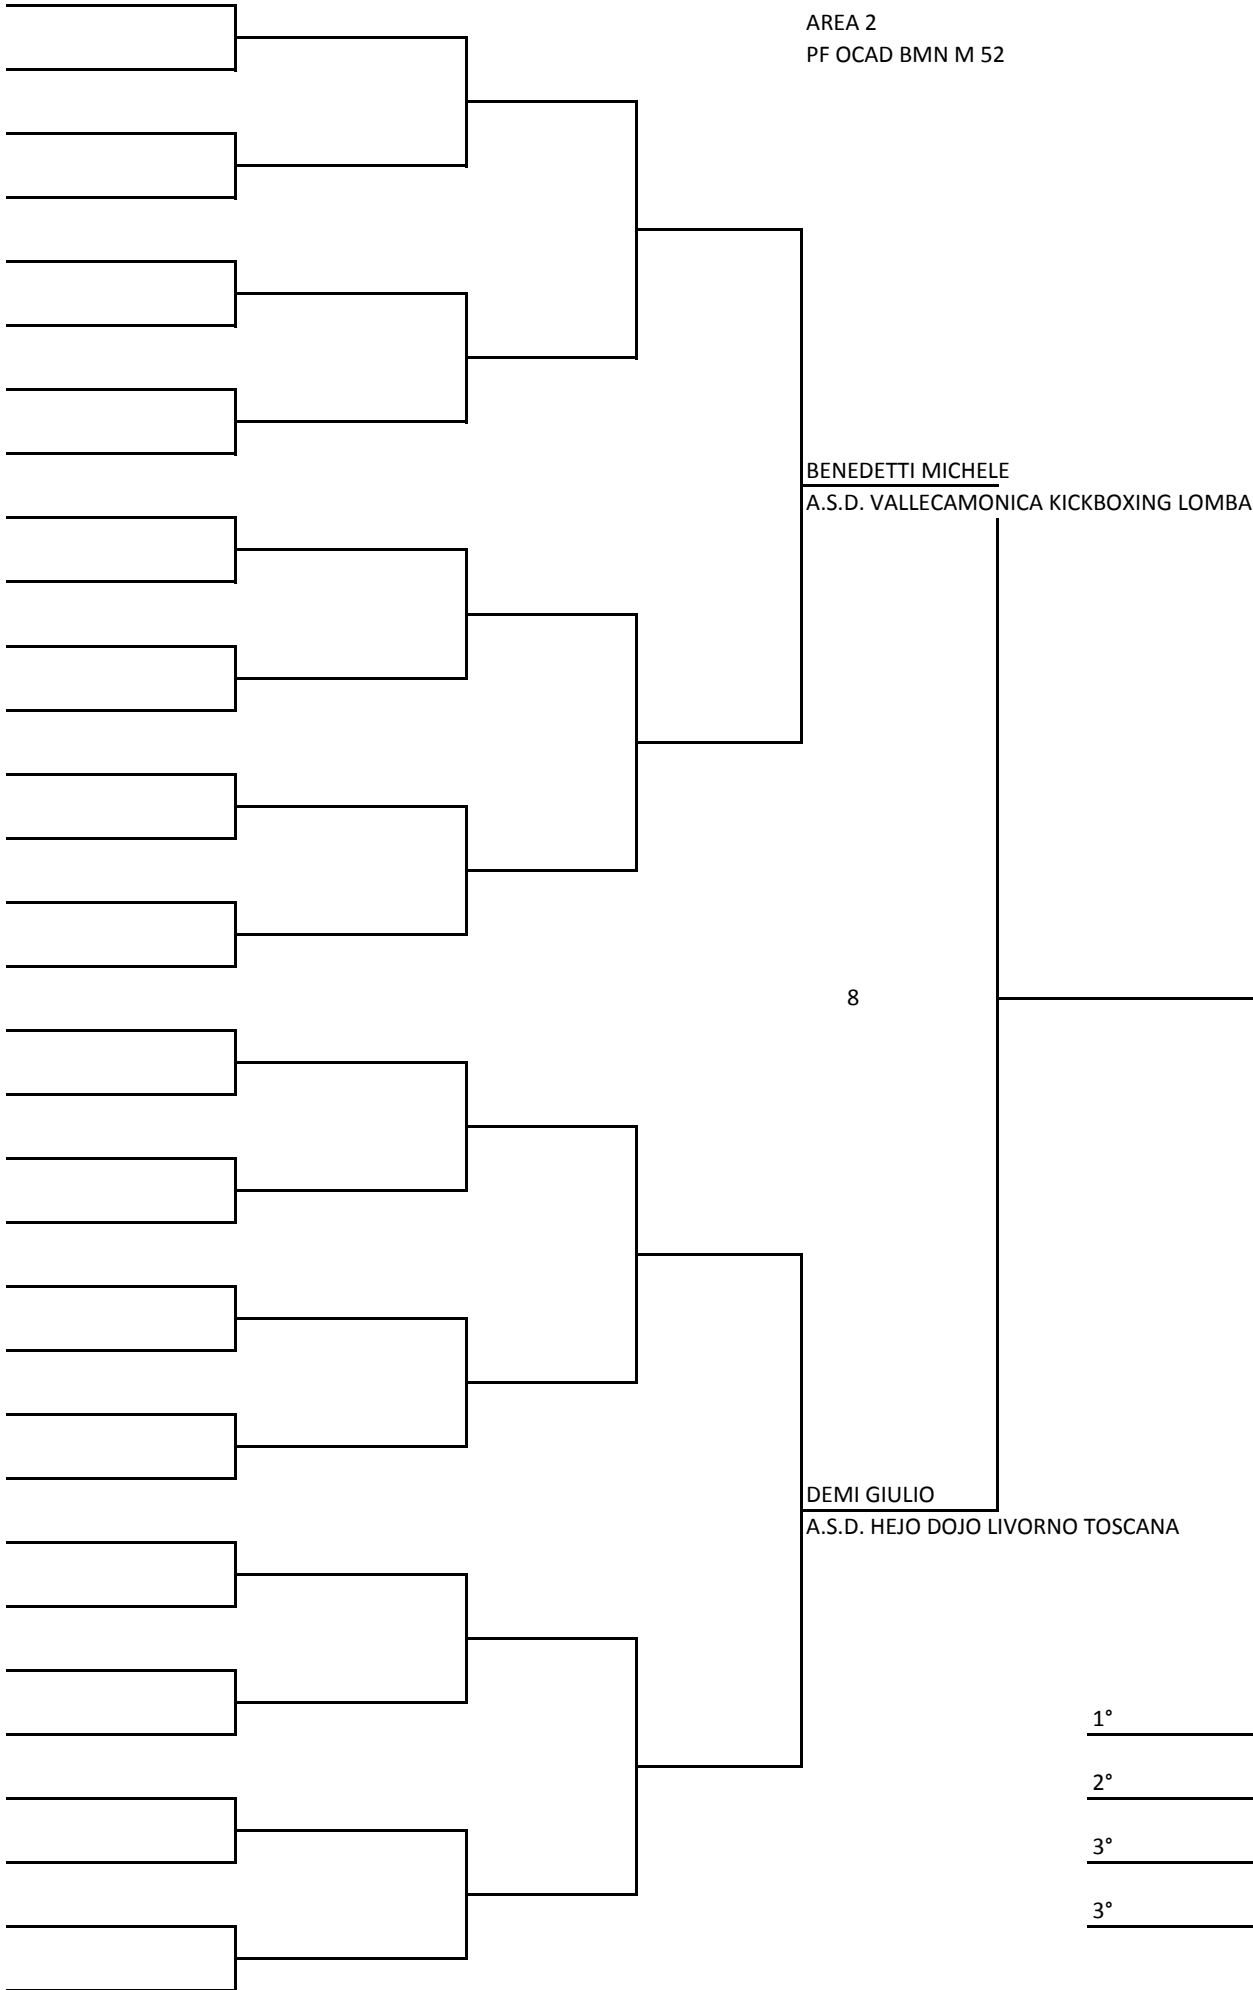 AREA 2
PF OCAD BMN M 52
BENEDETTI MICHELE
A.S.D. VALLECAMONICA KICKBOXING LOMBA
8
DEMI GIULIO
A.S.D. HEJO DOJO LIVORNO TOSCANA
1°
2°
3°
3°